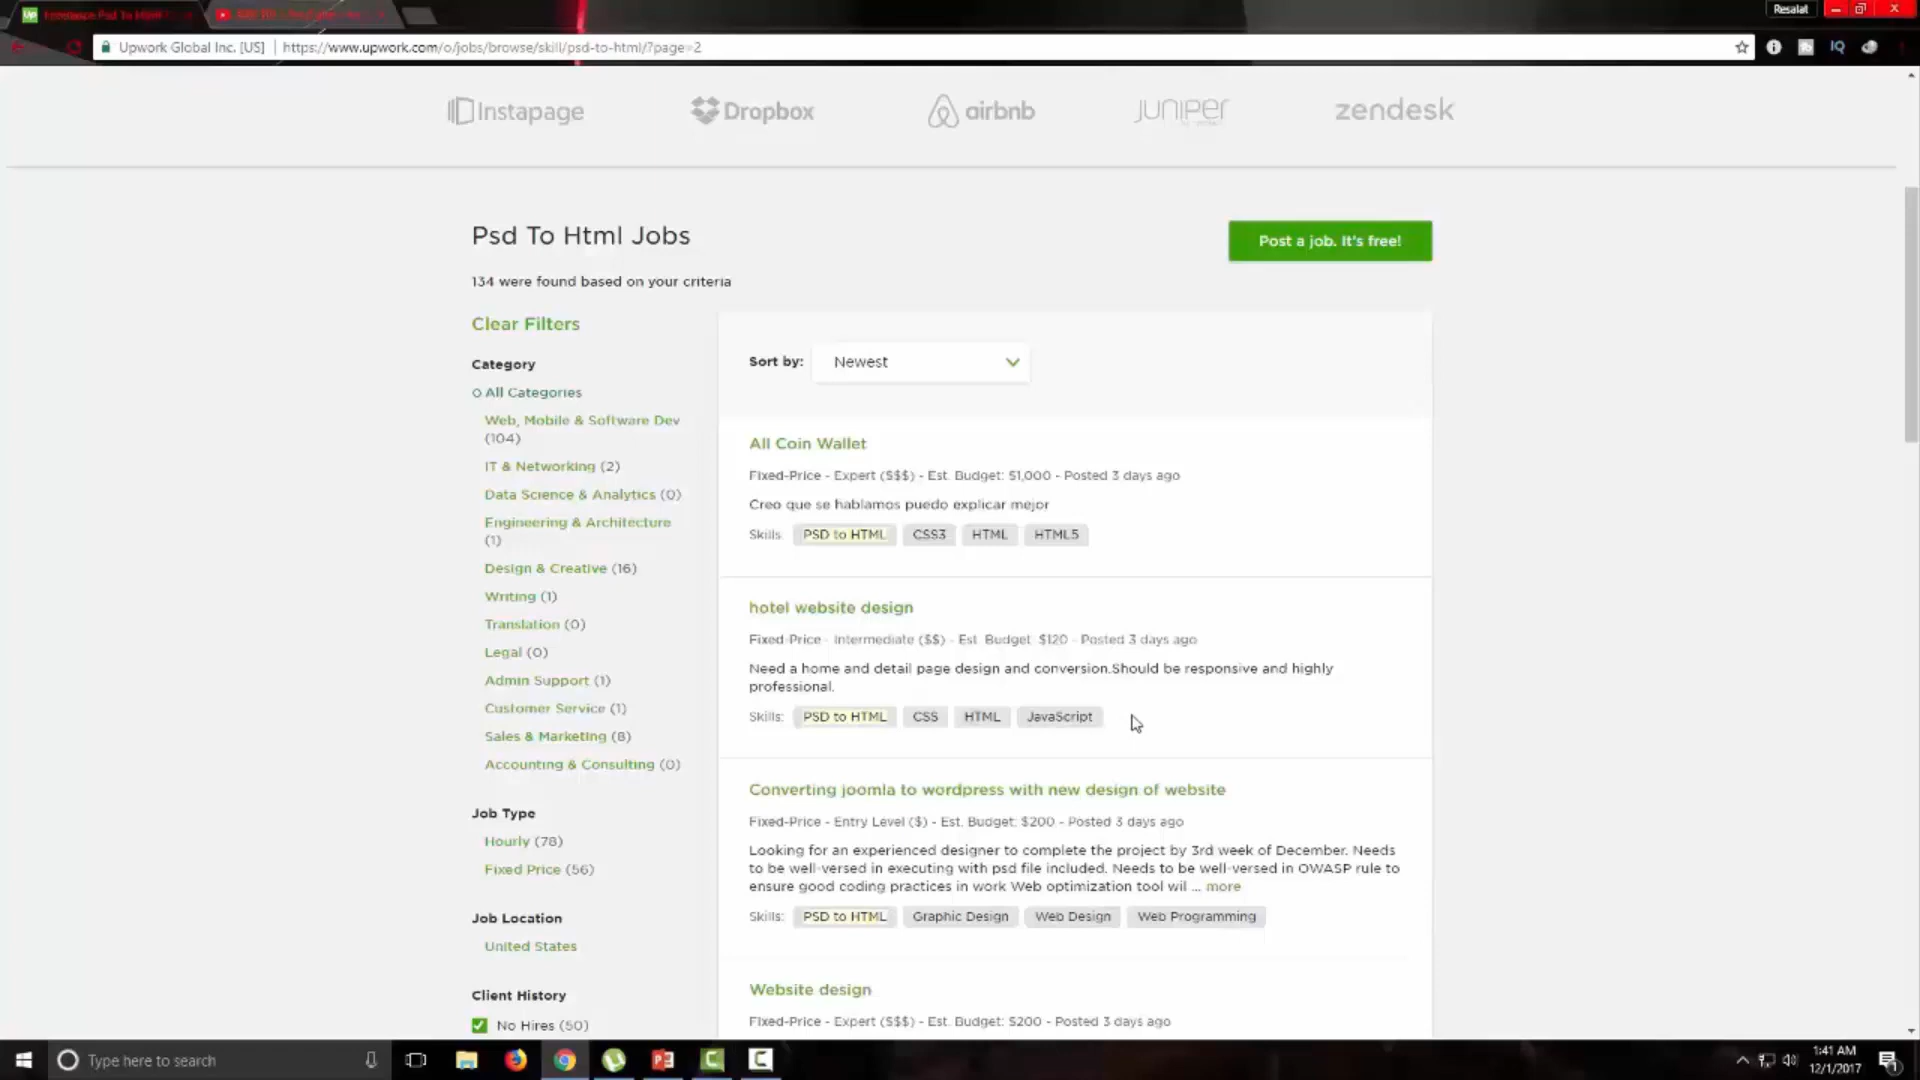 Freelance Psd To Html
Resalat
Upwork Global Inc. [US] | https://www.upwork.com/o/jobs/browse/skill/psd-to-html/?page=2
IQ
Instapage
Dropbox
airbnb
JUNIPER
zendesk
Psd To Html Jobs
Post a job. It's free!
134 were found based on your criteria
Clear Filters
Category
All Categories
Web, Mobile & Software Dev
(104)
IT & Networking (2)
Data Science & Analytics (0)
Engineering & Architecture
(1)
Design & Creative (16)
Writing (1)
Translation (0)
Legal (0)
Admin Support (1)
Customer Service (1)
Sales & Marketing (8)
Accounting & Consulting (0)
Job Type
Hourly (78)
Fixed Price (56)
Job Location
United States
Client History
No Hires (50)
Sort by: Newest
All Coin Wallet
Fixed-Price - Expert ($$$) - Est. Budget: $1,000 - Posted 3 days ago
Creo que se hablamos puedo explicar mejor
Skills: PSD to HTML CSS3 HTML HTML5
hotel website design
Fixed-Price - Intermediate ($$) - Est. Budget: $120 - Posted 3 days ago
Need a home and detail page design and conversion.Should be responsive and highly
professional.
Skills: PSD to HTML CSS HTML JavaScript
Converting joomla to wordpress with new design of website
Fixed-Price - Entry Level ($) - Est. Budget: $200 - Posted 3 days ago
Looking for an experienced designer to complete the project by 3rd week of December. Needs
to be well-versed in executing with psd file included. Needs to be well-versed in OWASP rule to
ensure good coding practices in work Web optimization tool wil ... more
Skills: PSD to HTML Graphic Design Web Design Web Programming
Website design
Fixed-Price - Expert ($$$) - Est. Budget: $200 - Posted 3 days ago
Type here to search
1:41 AM
12/1/2017